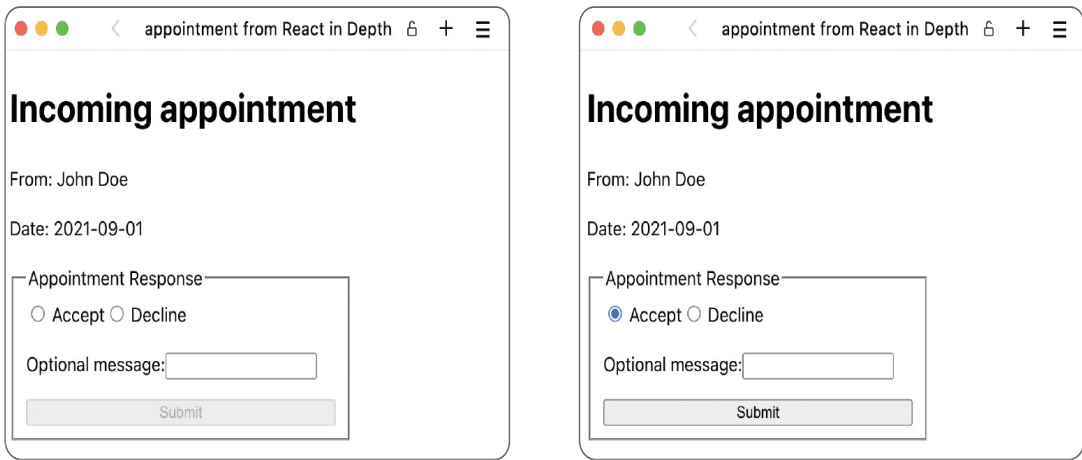 appointment from React in Depth
Incoming appointment
From: John Doe
Date: 2021-09-01
Appointment Response
Accept Decline
Optional message:
Submit
appointment from React in Depth
Incoming appointment
From: John Doe
Date: 2021-09-01
Appointment Response
Accept Decline
Optional message:
Submit